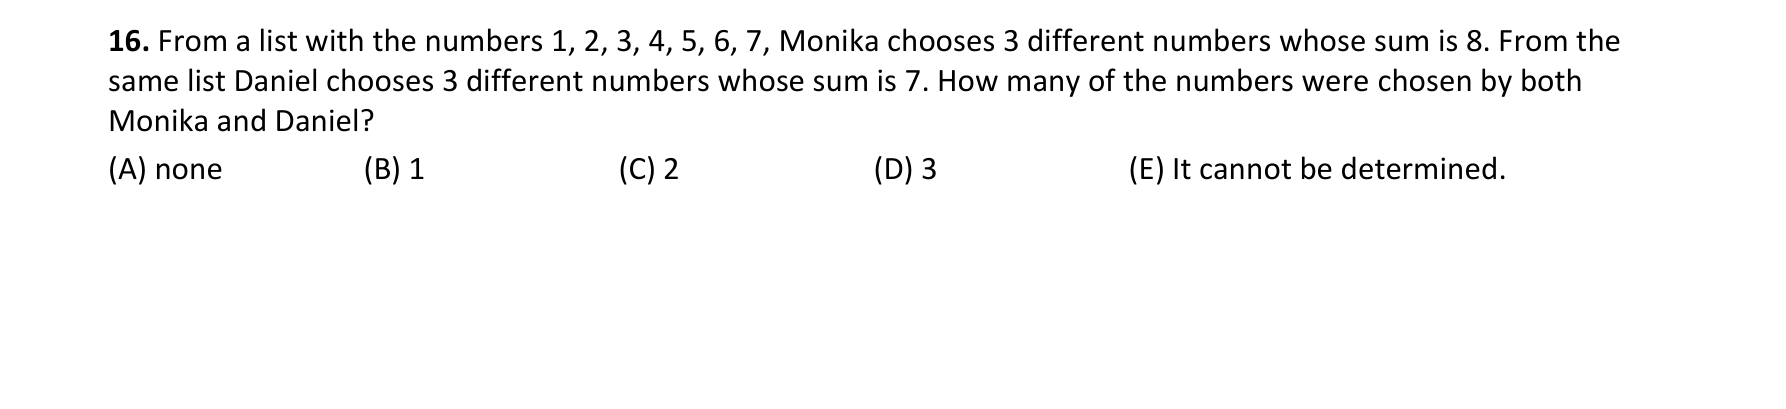 16. From a list with the numbers 1, 2, 3, 4, 5, 6, 7, Monika chooses 3 different numbers whose sum is 8. From the
same list Daniel chooses 3 different numbers whose sum is 7. How many of the numbers were chosen by both
Monika and Daniel?
(A) none (B) 1 (C) 2 (D) 3 (E) It cannot be determined.